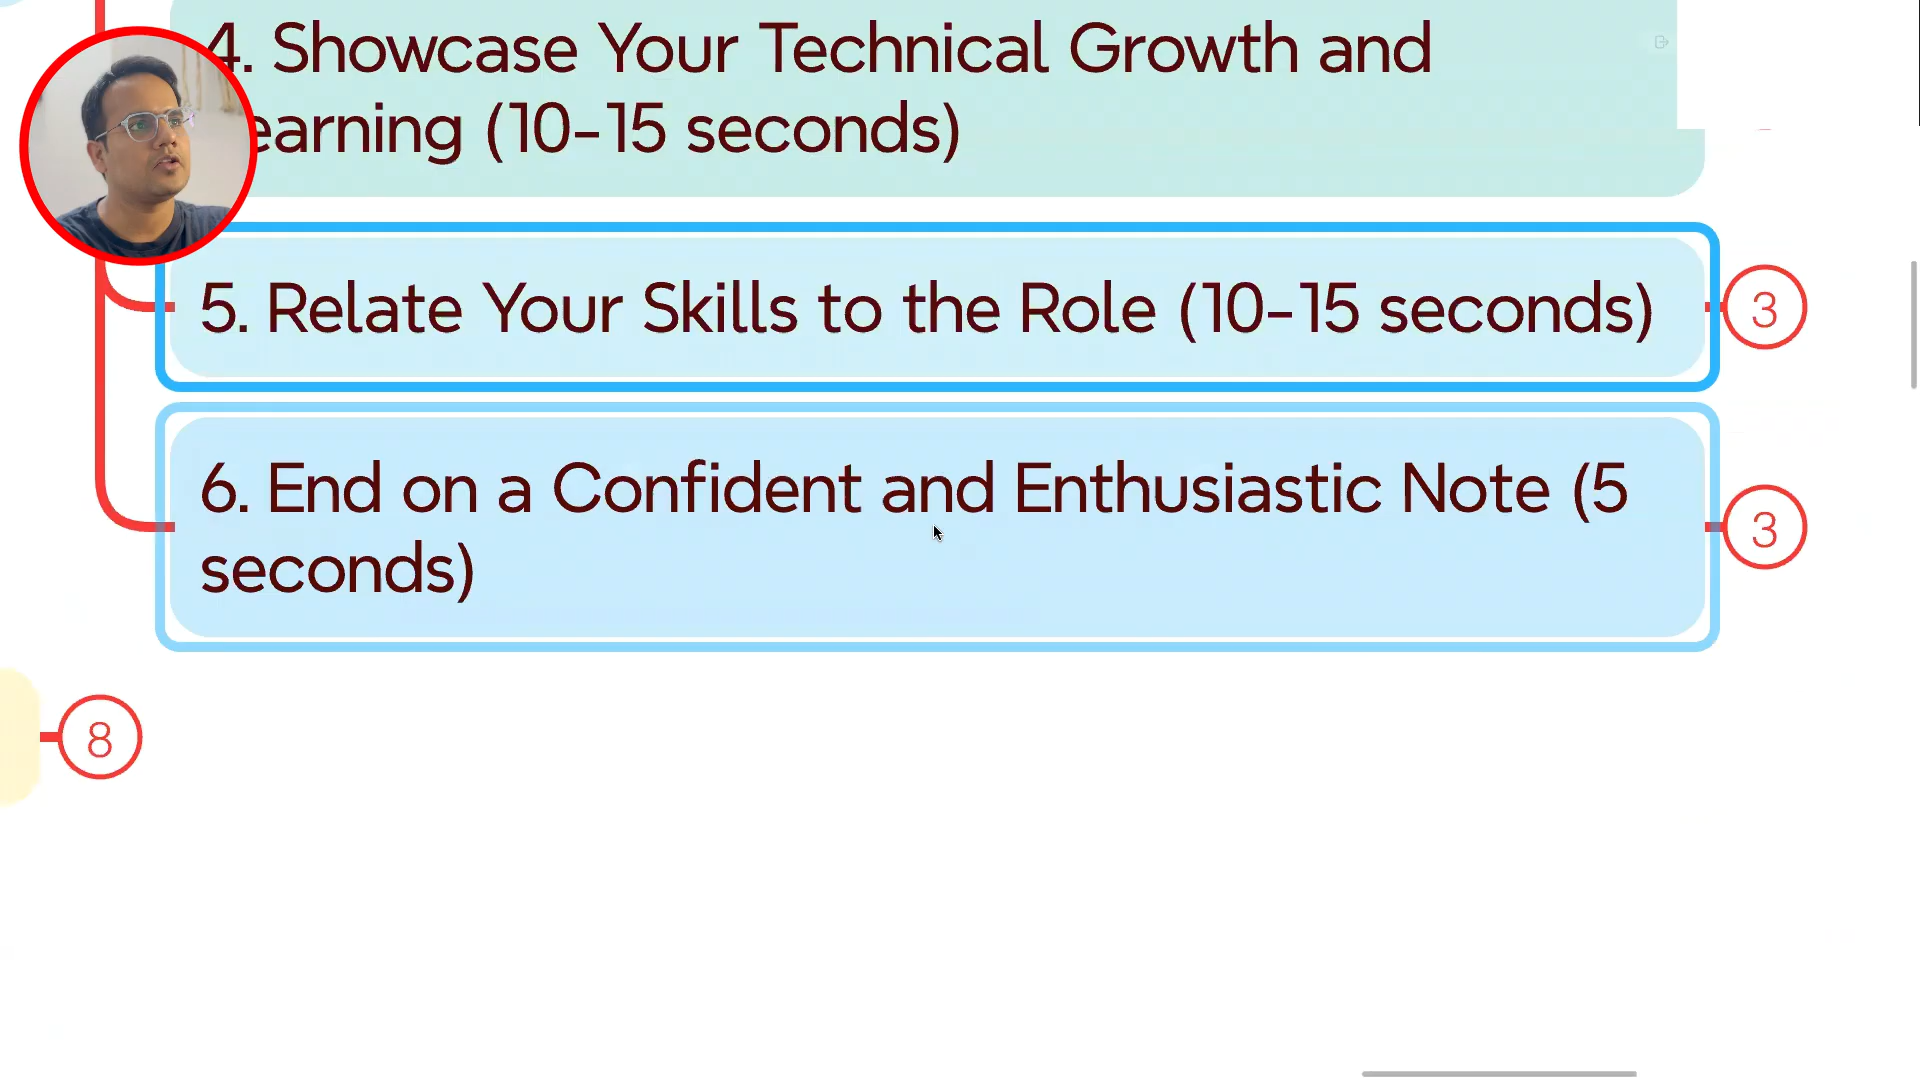 4. Showcase Your Technical Growth and
earning (10-15 seconds)
5. Relate Your Skills to the Role (10-15 seconds)
3
6. End on a Confident and Enthusiastic Note (5
seconds)
3
8